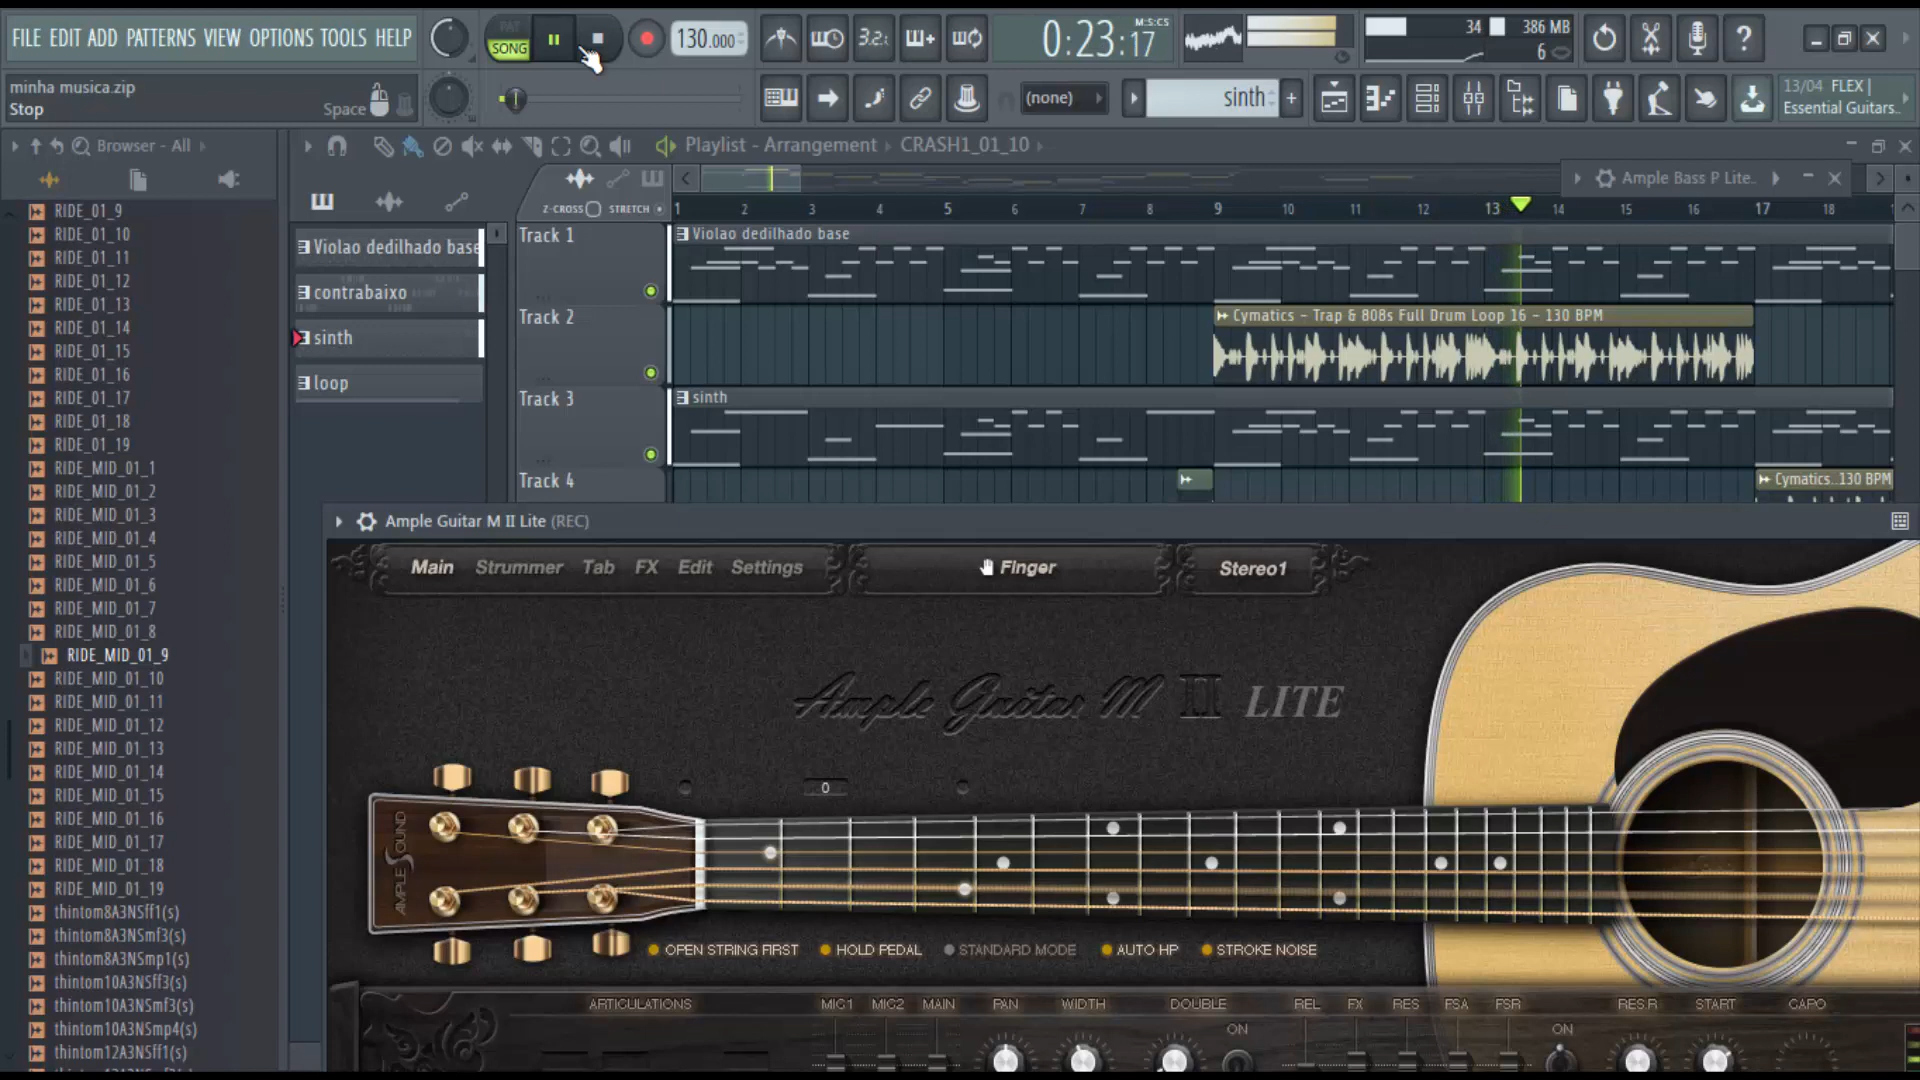 FILE EDIT ADD PATTERNS VIEW OPTIONS TOOLS HELP
PAT
SONG
130.000
3.2.
0:23:17
M:S:CS
34
386 MB
6
minha musica.zip
Stop
Space
(none)
sinth
13/04 FLEX |
Essential Guitars..
Browser - All
Playlist - Arrangement
CRASH1_01_10
Ample Bass P Lite..
Z-CROSS STRETCH
1 2 3 4 5 6 7 8 9 10 11 12 13 14 15 16 17 18
RIDE_01_9
RIDE_01_10
RIDE_01_11
RIDE_01_12
RIDE_01_13
RIDE_01_14
RIDE_01_15
RIDE_01_16
RIDE_01_17
RIDE_01_18
RIDE_01_19
RIDE_MID_01_1
RIDE_MID_01_2
RIDE_MID_01_3
RIDE_MID_01_4
RIDE_MID_01_5
RIDE_MID_01_6
RIDE_MID_01_7
RIDE_MID_01_8
RIDE_MID_01_9
RIDE_MID_01_10
RIDE_MID_01_11
RIDE_MID_01_12
RIDE_MID_01_13
RIDE_MID_01_14
RIDE_MID_01_15
RIDE_MID_01_16
RIDE_MID_01_17
RIDE_MID_01_18
RIDE_MID_01_19
thintom8A3NSff1(s)
thintom8A3NSmf3(s)
thintom8A3NSmp1(s)
thintom10A3NSff3(s)
thintom10A3NSmf3(s)
thintom10A3NSmp4(s)
thintom12A3NSff1(s)
Violao dedilhado base
contrabaixo
sinth
loop
Track 1
Violao dedilhado base
Track 2
Cymatics - Trap & 808s Full Drum Loop 16 - 130 BPM
Track 3
sinth
Track 4
Cymatics..130 BPM
Ample Guitar M II Lite (REC)
Main Strummer Tab FX Edit Settings
Finger
Stereo1
Ample Guitar M II LITE
0
AMPLE SOUND
OPEN STRING FIRST HOLD PEDAL STANDARD MODE AUTO HP STROKE NOISE
ARTICULATIONS MIC1 MIC2 MAIN PAN WIDTH DOUBLE REL FX RES FSA FSR RES.R START CAPO
ON ON